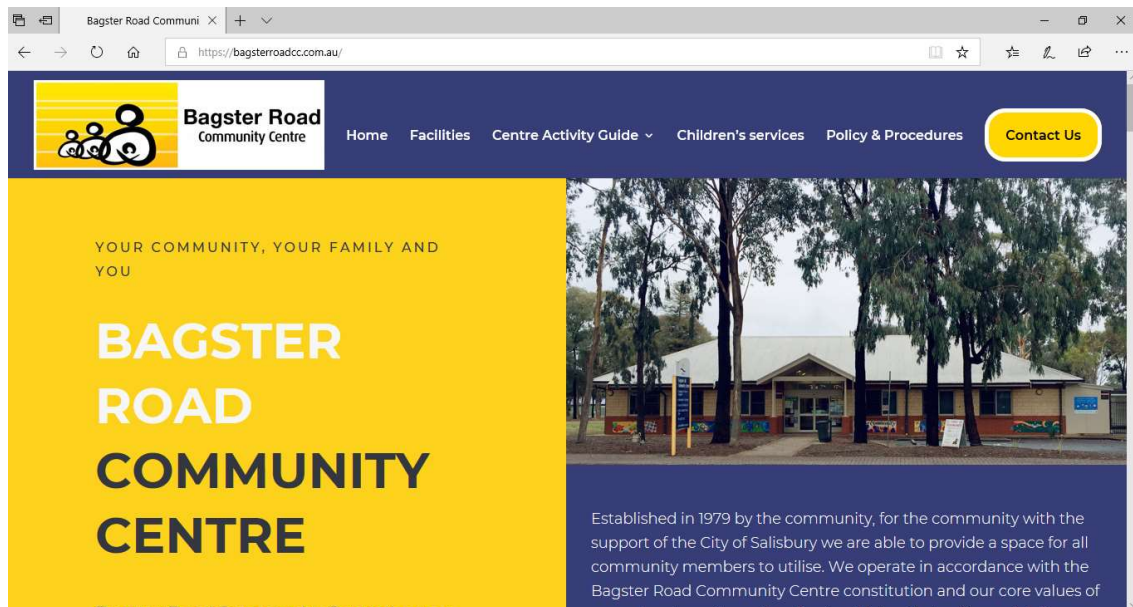 Bagster Road Communi
https://bagsterroadcc.com.au/
Bagster Road
Community Centre
Home Facilities Centre Activity Guide Children's services Policy & Procedures Contact Us
YOUR COMMUNITY, YOUR FAMILY AND
YOU
BAGSTER
ROAD
COMMUNITY
CENTRE
Established in 1979 by the community, for the community with the
support of the City of Salisbury we are able to provide a space for all
community members to utilise. We operate in accordance with the
Bagster Road Community Centre constitution and our core values of